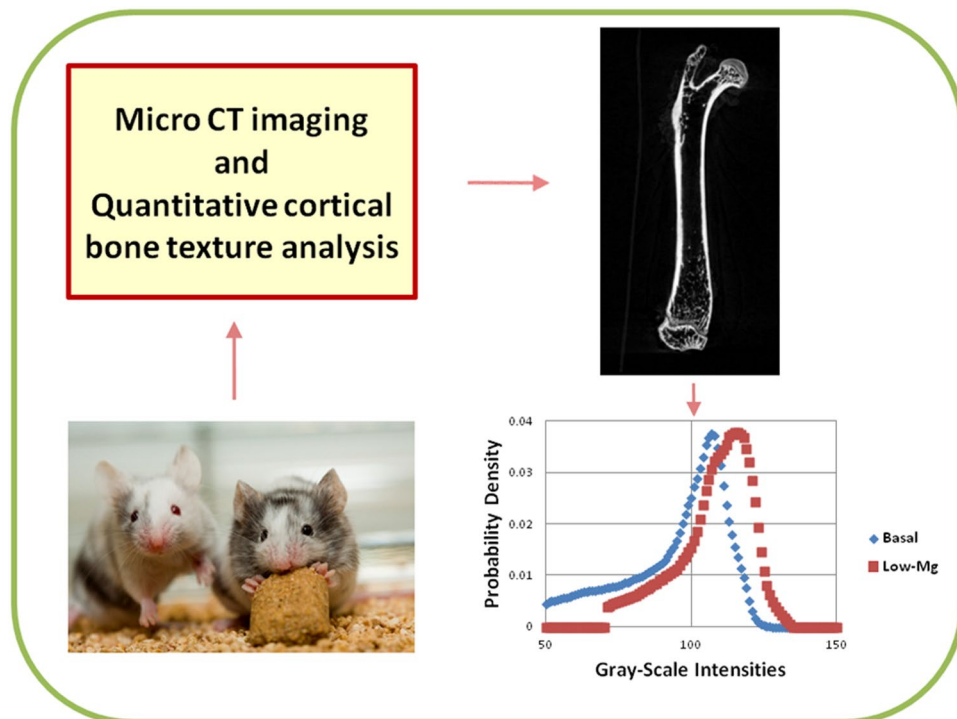 Micro CT imaging
and
Quantitative cortical
bone texture analysis
Probability Density
0.04
0.03
0.02
0.01
0
50
100
150
Gray-Scale Intensities
Basal
Low-Mg